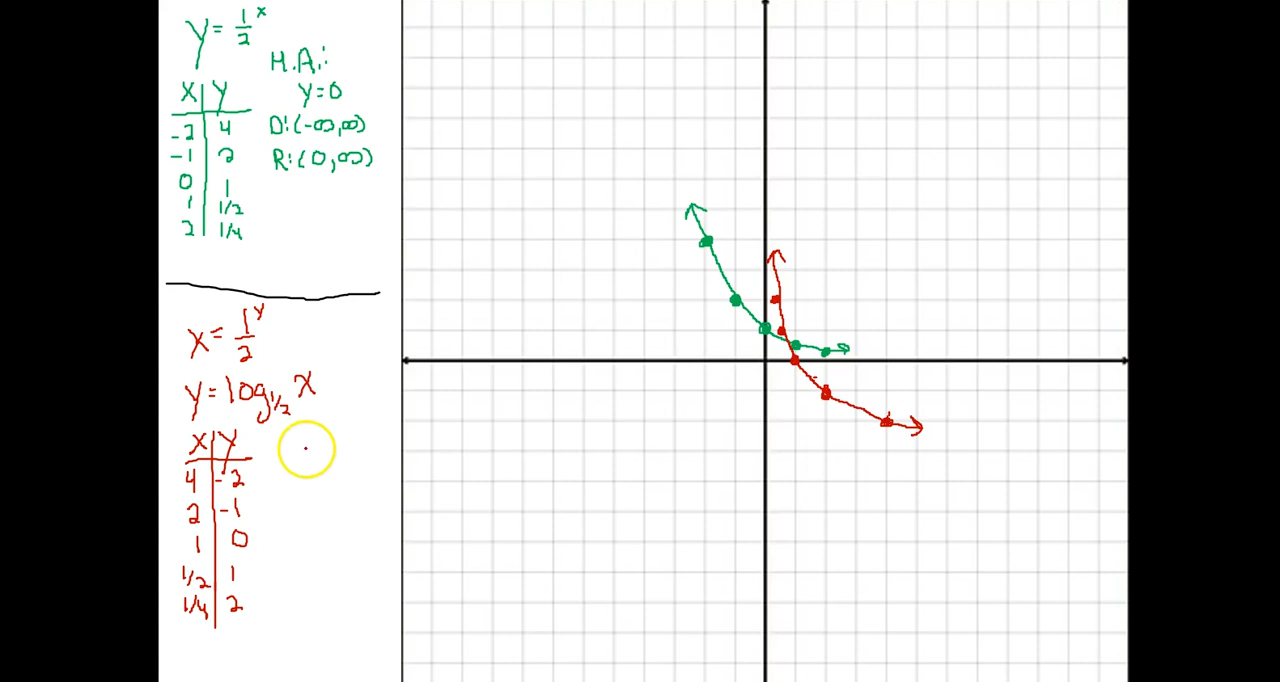 y = 1/2^x
H.A.:
y=0
X | Y
D: (-∞,∞)
-2 | 4
R: (0,∞)
-1 | 2
0 | 1
1 | 1/2
2 | 1/4
x = 1/2^y
y = log_1/2 x
X | Y
4 | -2
2 | -1
1 | 0
1/2 | 1
1/4 | 2